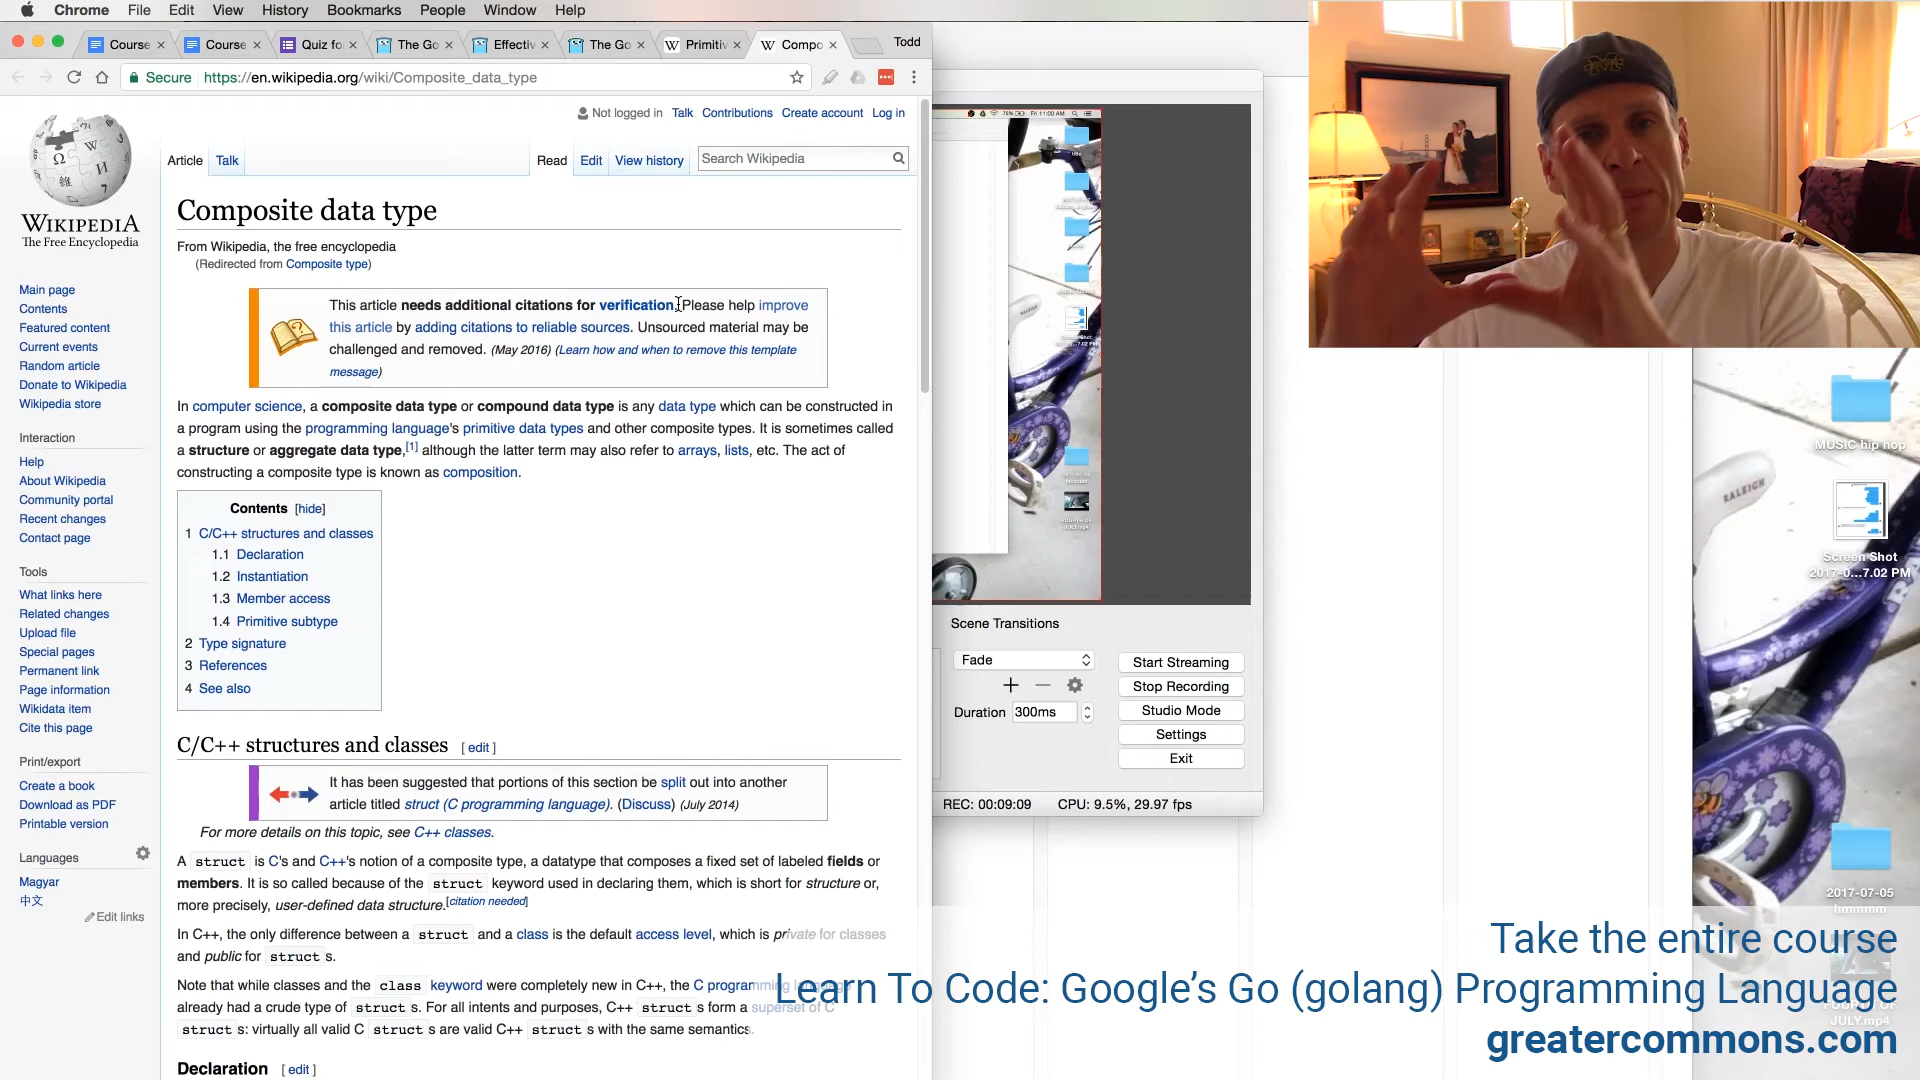 Chrome File Edit View History Bookmarks People Window Help
Course Course Quiz fo The Go Effectiv The Go Primitiv Compo Todd
Secure https://en.wikipedia.org/wiki/Composite_data_type
Not logged in Talk Contributions Create account Log in
Article Talk Read Edit View history Search Wikipedia
WIKIPEDIA
The Free Encyclopedia
Main page
Contents
Featured content
Current events
Random article
Donate to Wikipedia
Wikipedia store
Interaction
Help
About Wikipedia
Community portal
Recent changes
Contact page
Tools
What links here
Related changes
Upload file
Special pages
Permanent link
Page information
Wikidata item
Cite this page
Print/export
Create a book
Download as PDF
Printable version
Languages
Magyar
中文
Edit links
Composite data type
From Wikipedia, the free encyclopedia
(Redirected from Composite type)
This article needs additional citations for verification. Please help improve
this article by adding citations to reliable sources. Unsourced material may be
challenged and removed. (May 2016) (Learn how and when to remove this template
message)
In computer science, a composite data type or compound data type is any data type which can be constructed in
a program using the programming language's primitive data types and other composite types. It is sometimes called
a structure or aggregate data type,[1] although the latter term may also refer to arrays, lists, etc. The act of
constructing a composite type is known as composition.
Contents [hide]
1 C/C++ structures and classes
1.1 Declaration
1.2 Instantiation
1.3 Member access
1.4 Primitive subtype
2 Type signature
3 References
4 See also
C/C++ structures and classes [ edit ]
It has been suggested that portions of this section be split out into another
article titled struct (C programming language). (Discuss) (July 2014)
For more details on this topic, see C++ classes.
A struct is C's and C++'s notion of a composite type, a datatype that composes a fixed set of labeled fields or
members. It is so called because of the struct keyword used in declaring them, which is short for structure or,
more precisely, user-defined data structure.[citation needed]
In C++, the only difference between a struct and a class is the default access level, which is private for classes
and public for struct s.
Note that while classes and the class keyword were completely new in C++, the C programming language
already had a crude type of struct s. For all intents and purposes, C++ struct s form a superset of C
struct s: virtually all valid C struct s are valid C++ struct s with the same semantics.
Declaration [ edit ]
Fri 11:00 AM
Scene Transitions
Fade
Duration 300ms
Start Streaming
Stop Recording
Studio Mode
Settings
Exit
REC: 00:09:09 CPU: 9.5%, 29.97 fps
RALEIGH
MUSIC hip hop
Screen Shot
2017-0...7.02 PM
2017-07-05
hmmmm
JULY.mp4
Take the entire course
Learn To Code: Google's Go (golang) Programming Language
greatercommons.com